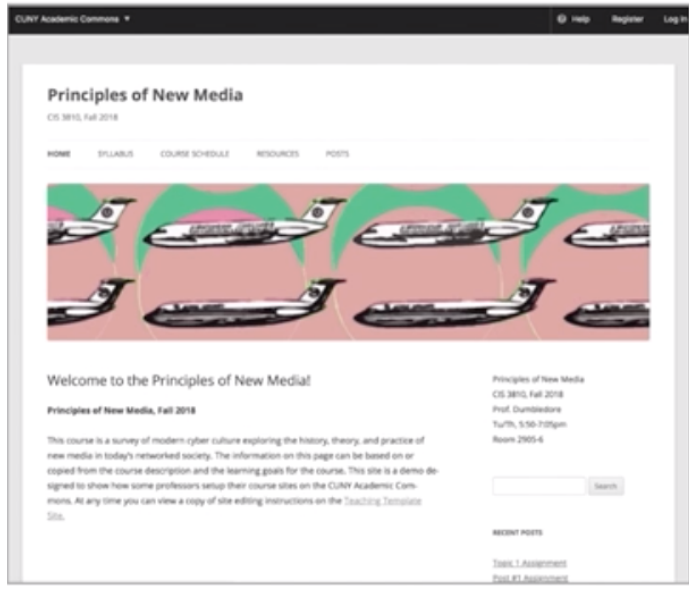 CUNY Academic Commons ▼
Help Register Log In
Principles of New Media
CIS 3810, Fall 2018
HOME SYLLABUS COURSE SCHEDULE RESOURCES POSTS
Welcome to the Principles of New Media!
Principles of New Media, Fall 2018
This course is a survey of modern cyber culture exploring the history, theory, and practice of
new media in today's networked society. The information on this page can be based on or
copied from the course description and the learning goals for the course. This site is a demo de-
signed to show how some professors setup their course sites on the CUNY Academic Com-
mons. At any time you can view a copy of site editing instructions on the Teaching Template
Site.
Principles of New Media
CIS 3810, Fall 2018
Prof. Dumbledore
Tu/Th, 5:50-7:05pm
Room 2905-6
Search
RECENT POSTS
Topic 1 Assignment
Post #1 Assignment